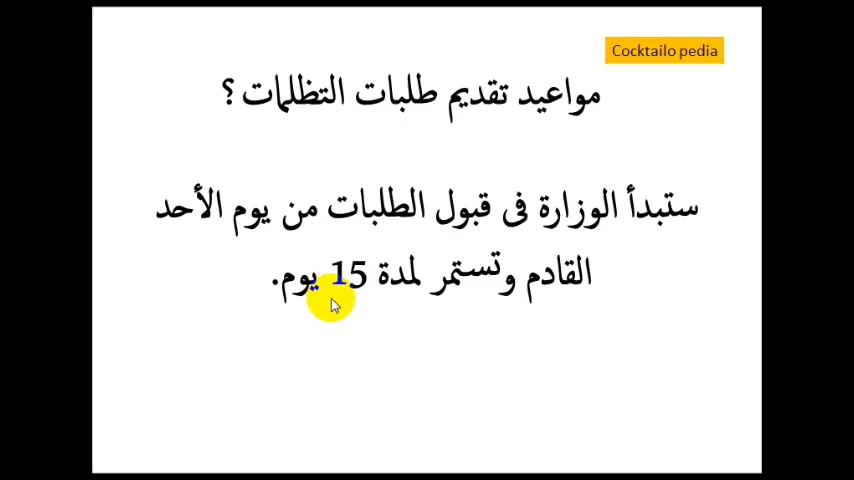 Cocktailo pedia
مواعيد تقديم طلبات التظلمات ؟
ستبدأ الوزارة فى قبول الطلبات من يوم الأحد
القادم وتستمر لمدة 15 يوم.